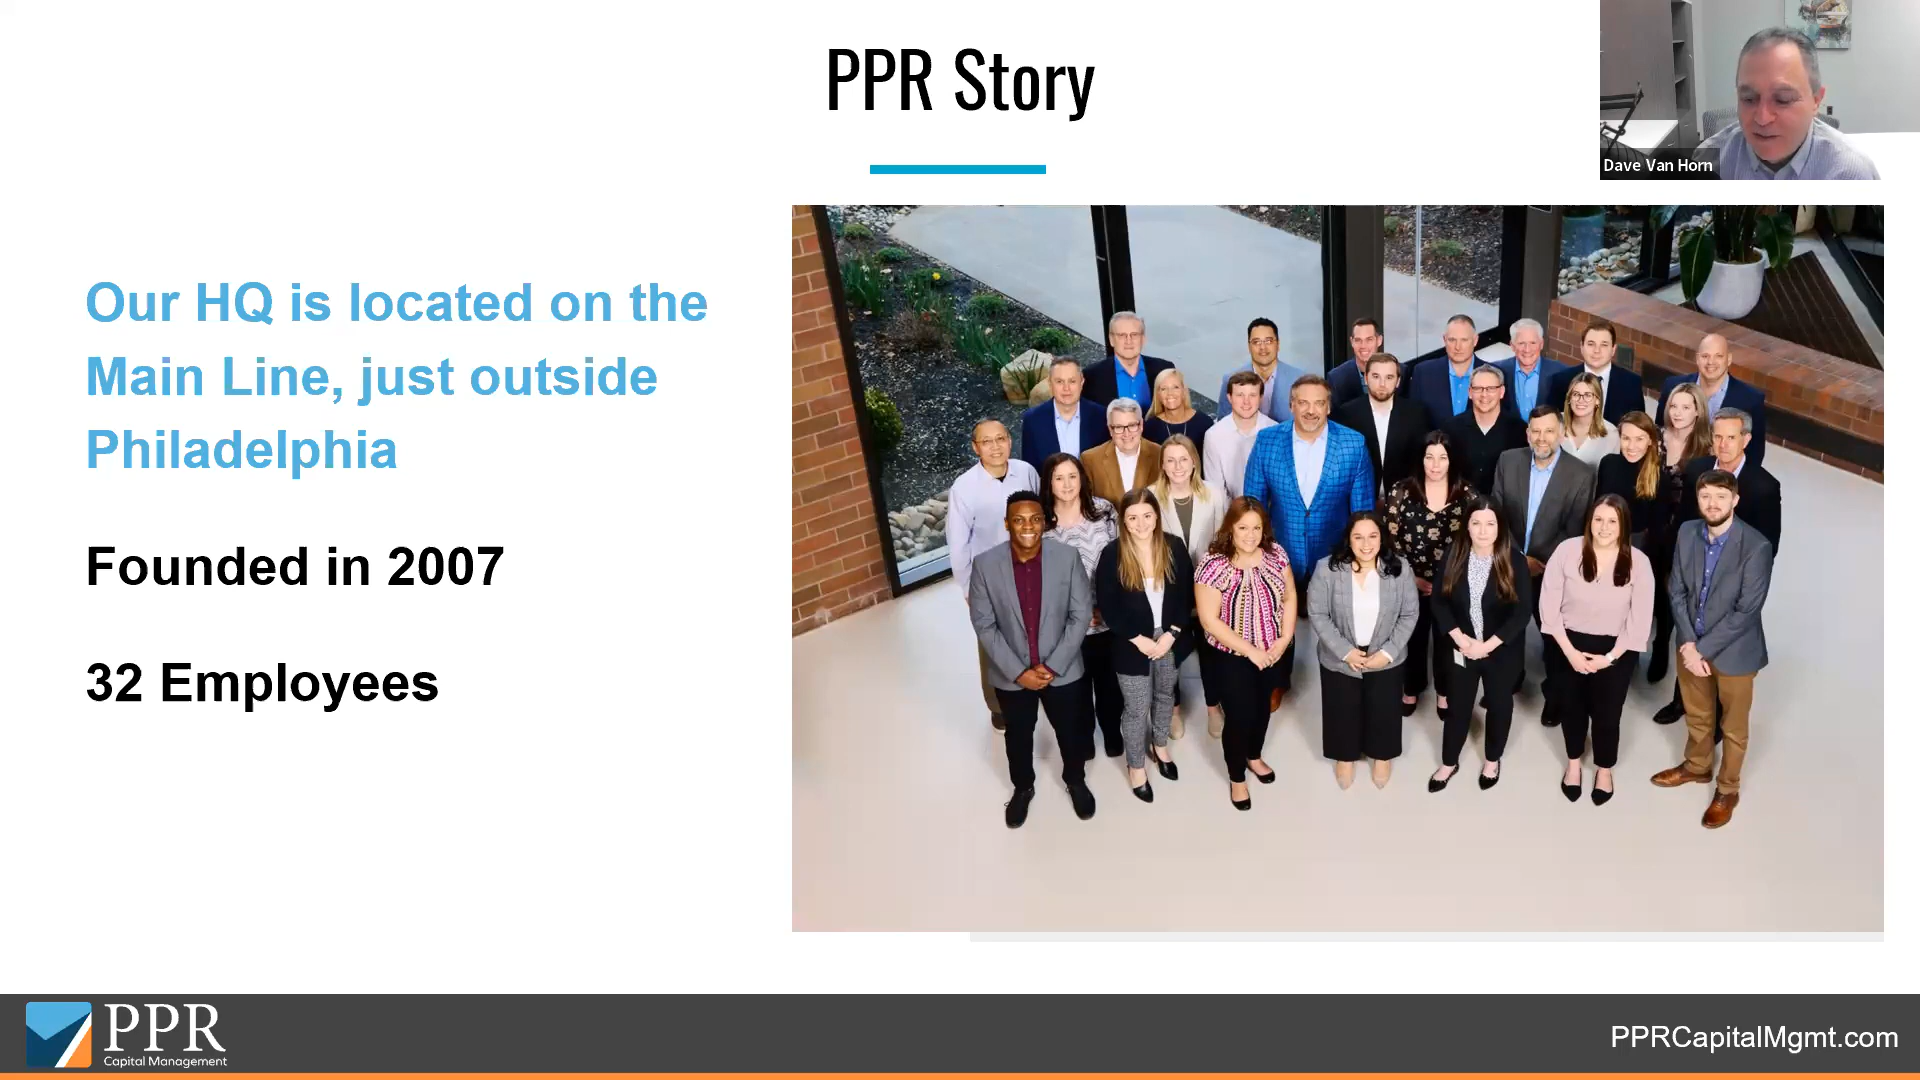 PPR Story
Dave Van Horn
Our HQ is located on the
Main Line, just outside
Philadelphia
Founded in 2007
32 Employees
PPR
Capital Management
PPRCapitalMgmt.com